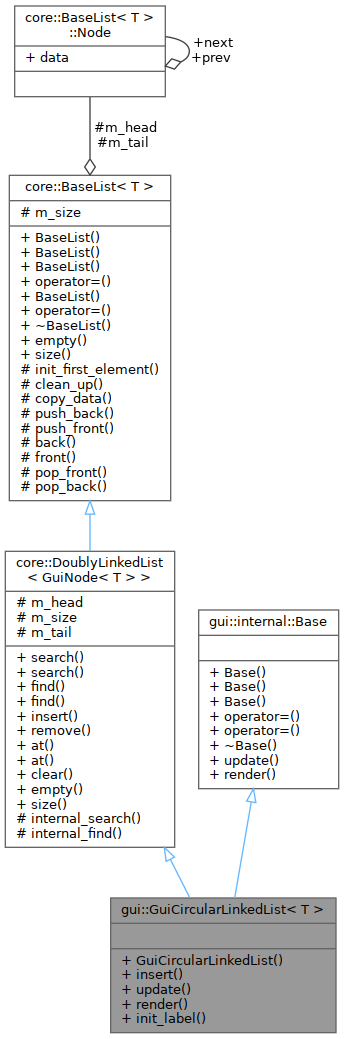 core::BaseList< T >
::Node
+ data
+next
+prev
#m_head
#m_tail
core::BaseList< T >
# m_size
+ BaseList()
+ BaseList()
+ BaseList()
+ operator=()
+ BaseList()
+ operator=()
+ ~BaseList()
+ empty()
+ size()
# init_first_element()
# clean_up()
# copy_data()
# push_back()
# push_front()
# back()
# front()
# pop_front()
# pop_back()
core::DoublyLinkedList
< GuiNode< T > >
# m_head
# m_size
# m_tail
+ search()
+ search()
+ find()
+ find()
+ insert()
+ remove()
+ at()
+ at()
+ clear()
+ empty()
+ size()
# internal_search()
# internal_find()
gui::internal::Base
+ Base()
+ Base()
+ Base()
+ operator=()
+ operator=()
+ ~Base()
+ update()
+ render()
gui::GuiCircularLinkedList< T >
+ GuiCircularLinkedList()
+ insert()
+ update()
+ render()
+ init_label()